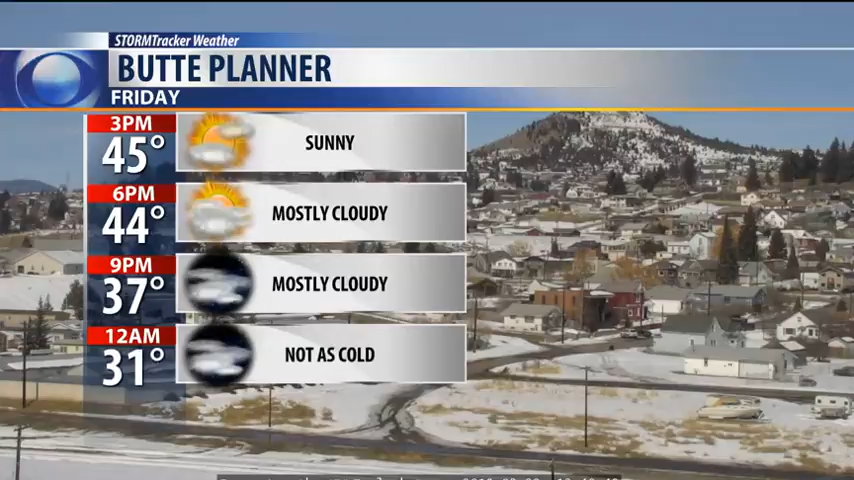 STORMTracker Weather
BUTTE PLANNER
FRIDAY
3PM
45°
SUNNY
6PM
44°
MOSTLY CLOUDY
9PM
37°
MOSTLY CLOUDY
12AM
31°
NOT AS COLD